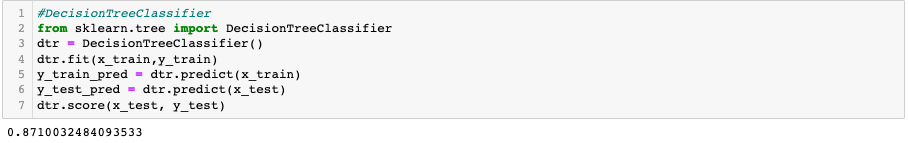 1 #DecisionTreeClassifier
2 from sklearn.tree import DecisionTreeClassifier
3 dtr = DecisionTreeClassifier()
4 dtr.fit(x_train,y_train)
5 y_train_pred = dtr.predict(x_train)
6 y_test_pred = dtr.predict(x_test)
7 dtr.score(x_test, y_test)
0.8710032484093533